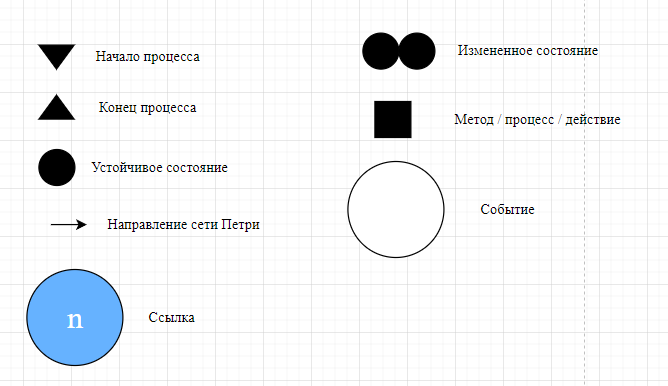 Начало процесса
Конец процесса
Устойчивое состояние
Направление сети Петри
n
Ссылка
Измененное состояние
Метод / процесс / действие
Событие